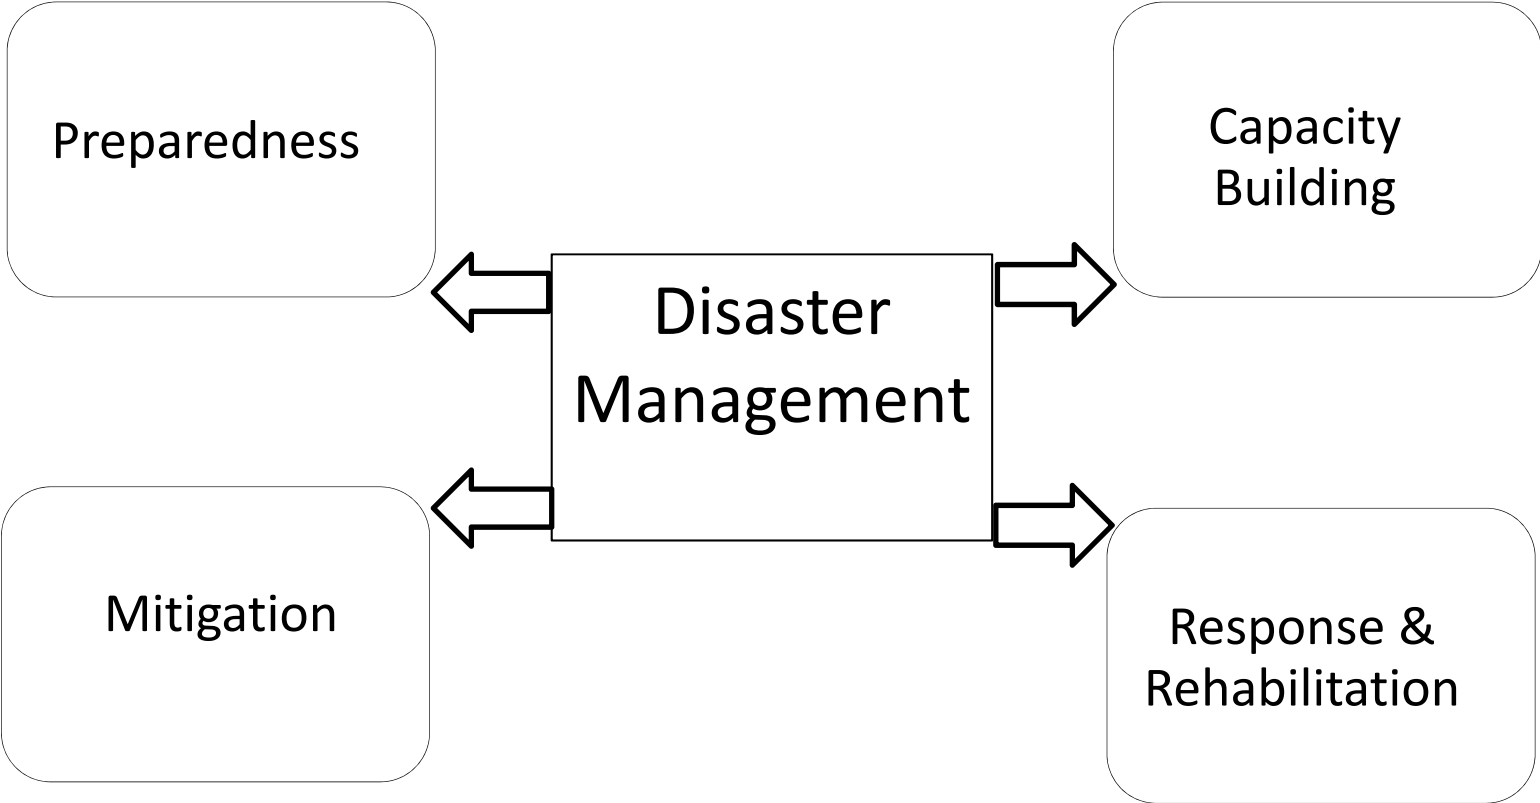 Preparedness
Capacity
Building
Disaster
Management
Mitigation
Response &
Rehabilitation